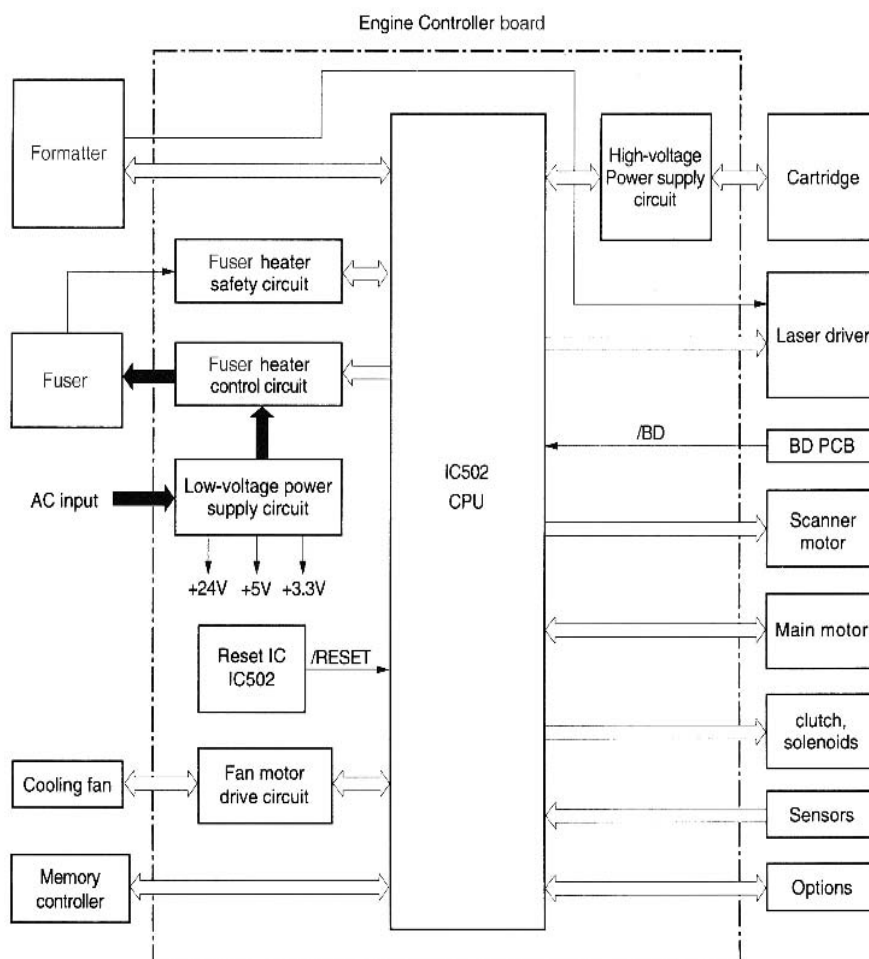 Engine Controller board
Formatter
High-voltage
Power supply
circuit
Cartridge
Fuser heater
safety circuit
Laser driver
Fuser
Fuser heater
control circuit
/BD
BD PCB
IC502
CPU
AC input
Low-voltage power
supply circuit
Scanner
motor
+24V +5V +3.3V
Main motor
Reset IC
IC502
/RESET
clutch,
solenoids
Cooling fan
Fan motor
drive circuit
Sensors
Memory
controller
Options